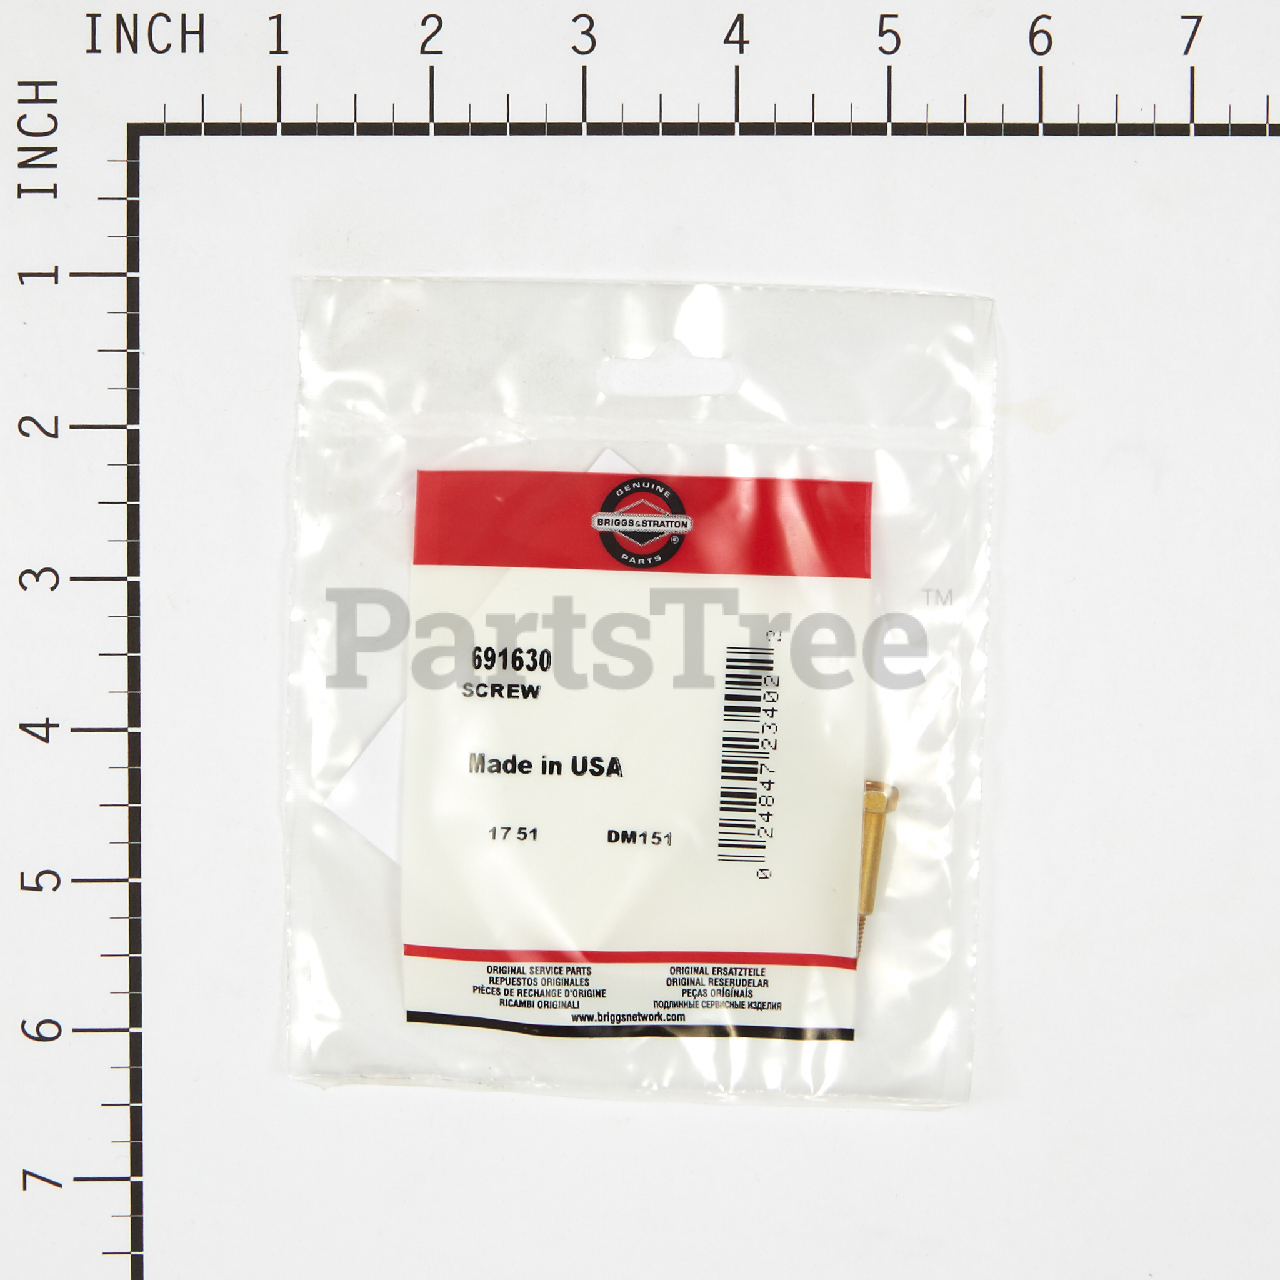 INCH 1 2 3 4 5 6 7
INCH 1 2 3 4 5 6 7
GENUINE
BRIGGS&STRATTON
®
PARTS
PartsTree™
691630
SCREW
Made in USA
17 51 DM151
0 24847 23402 2
ORIGINAL SERVICE PARTS
REPUESTOS ORIGINALES
PIÈCES DE RECHANGE D'ORIGINE
RICAMBI ORIGINALI
ORIGINAL ERSATZTEILE
ORIGINAL RESERUDELAR
PEÇAS ORIGINAIS
ПОДЛИННЫЕ СЕРВИСНЫЕ ИЗДЕЛИЯ
www.briggsnetwork.com